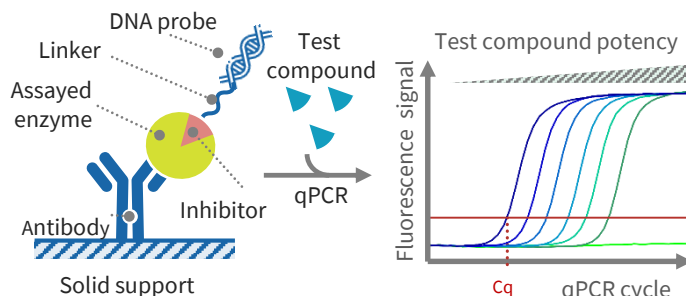 DNA probe
Linker
Assayed
enzyme
Antibody
Inhibitor
Solid support
Test
compound
qPCR
Test compound potency
Fluorescence signal
Cq
qPCR cycle